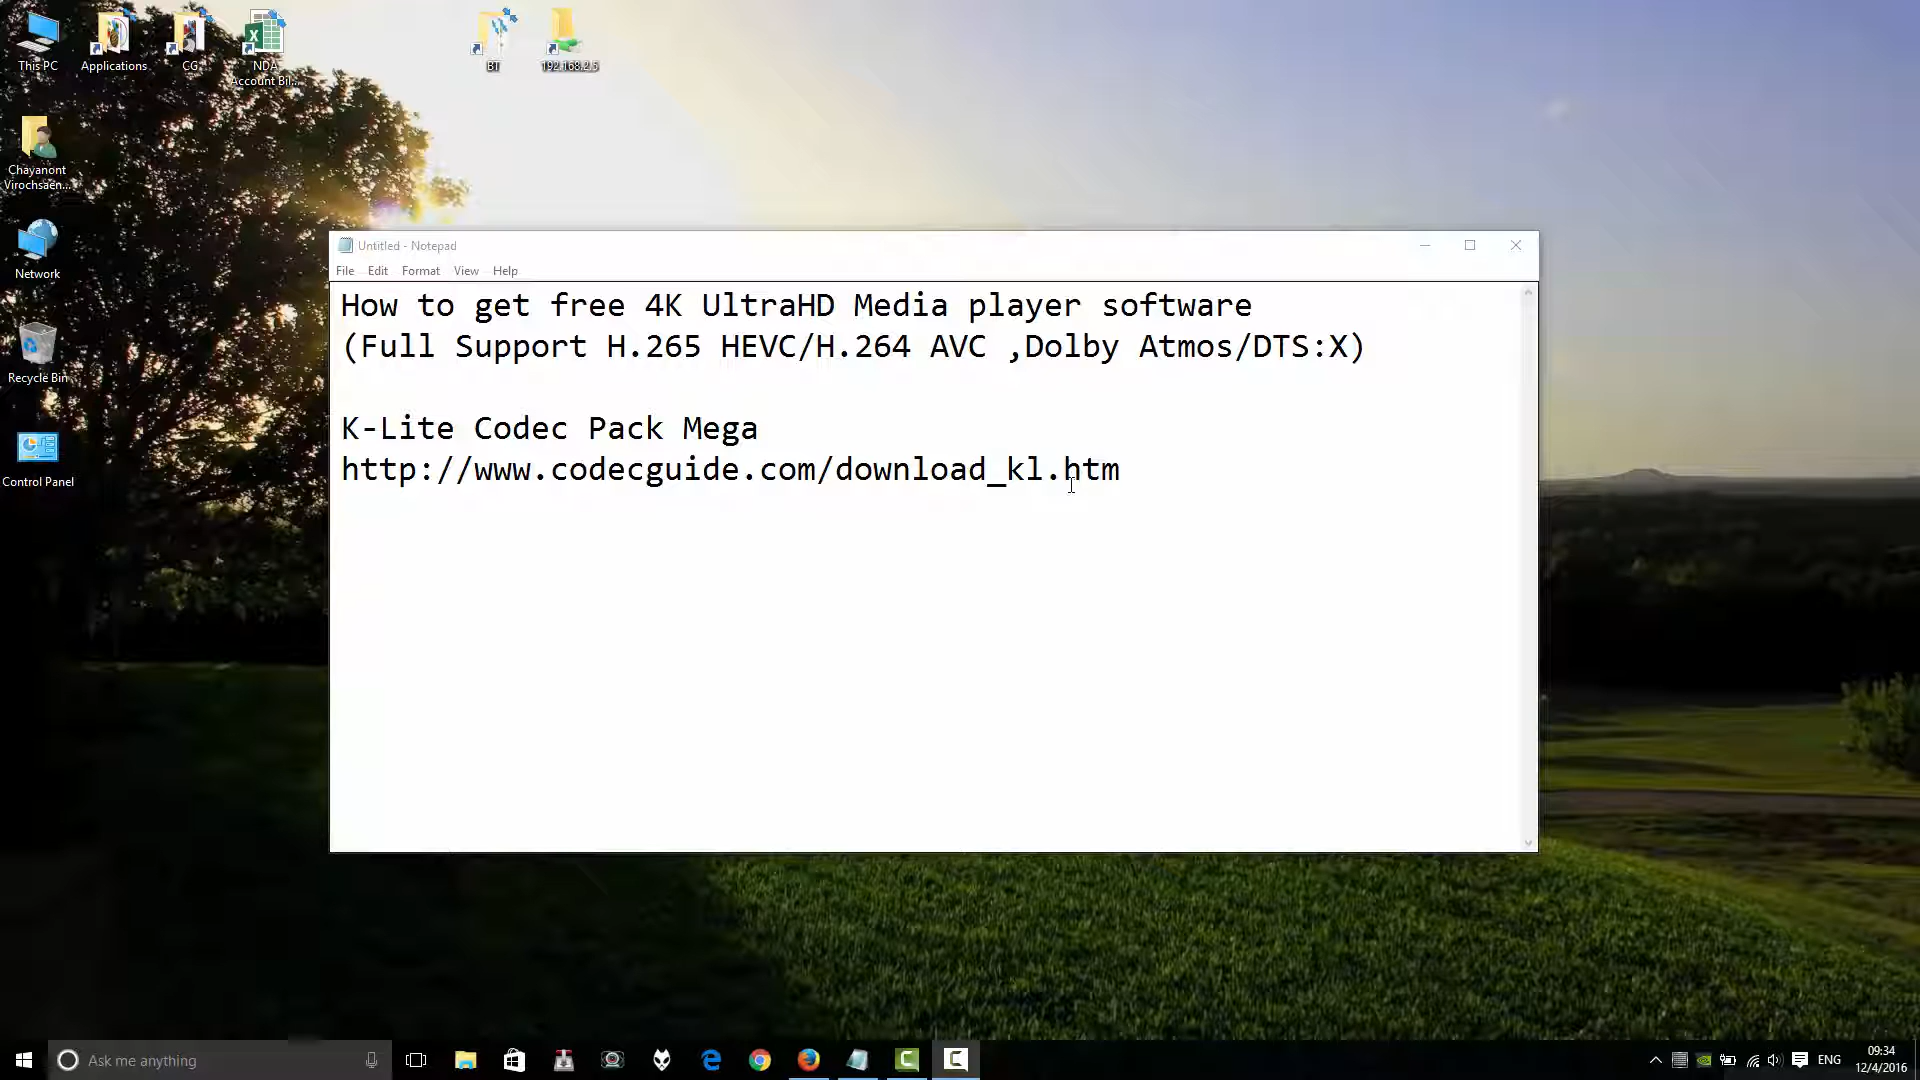 This PC
Applications
CG
NDA
Account Bil...
BT
192.168.2.5
Chayanont
Virochsaen...
Network
Recycle Bin
Control Panel
Untitled - Notepad
File Edit Format View Help
How to get free 4K UltraHD Media player software
(Full Support H.265 HEVC/H.264 AVC ,Dolby Atmos/DTS:X)
K-Lite Codec Pack Mega
http://www.codecguide.com/download_kl.htm
Ask me anything
ENG
09:34
12/4/2016